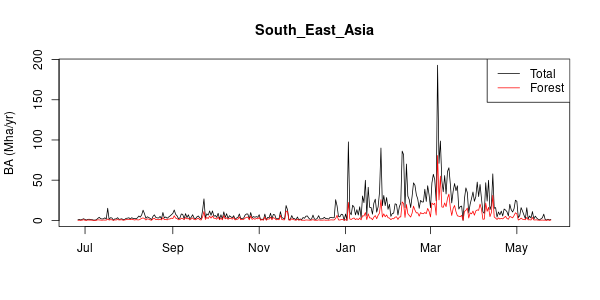 South_East_Asia
BA (Mha/yr)
200
150
100
50
0
Total
Forest
Jul Sep Nov Jan Mar May